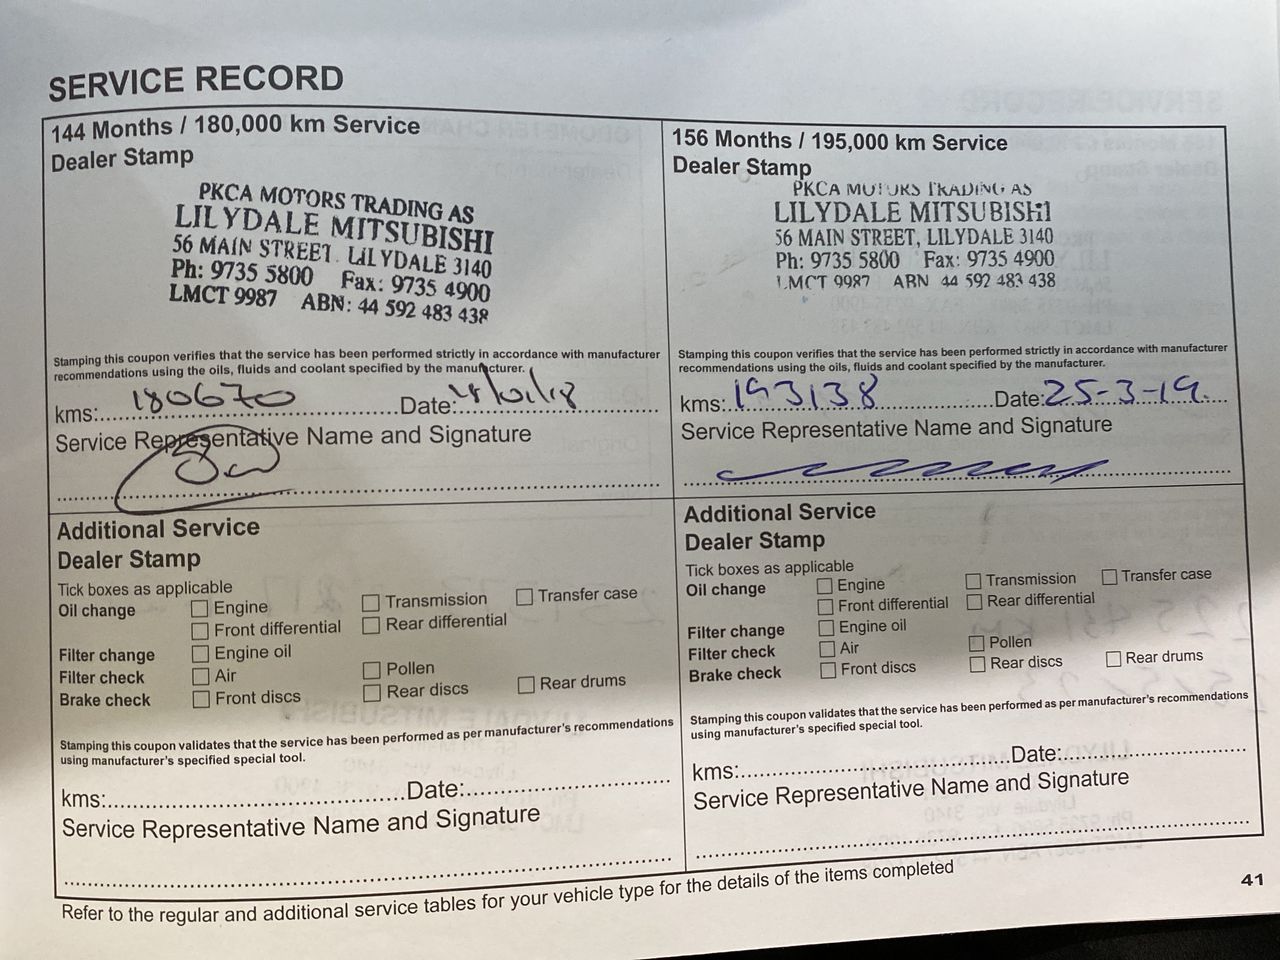 SERVICE RECORD
144 Months / 180,000 km Service
Dealer Stamp
PKCA MOTORS TRADING AS
LILYDALE MITSUBISHI
56 MAIN STREET, LILYDALE 3140
Ph: 9735 5800 Fax: 9735 4900
LMCT 9987 ABN: 44 592 483 438
Stamping this coupon verifies that the service has been performed strictly in accordance with manufacturer
recommendations using the oils, fluids and coolant specified by the manufacturer.
kms: 180670 Date: /01/18
Service Representative Name and Signature
156 Months / 195,000 km Service
Dealer Stamp
PKCA MOTORS TRADING AS
LILYDALE MITSUBISHI
56 MAIN STREET, LILYDALE 3140
Ph: 9735 5800 Fax: 9735 4900
LMCT 9987 ABN 44 592 483 438
Stamping this coupon verifies that the service has been performed strictly in accordance with manufacturer
recommendations using the oils, fluids and coolant specified by the manufacturer.
kms: 193138 Date: 25-3-19.
Service Representative Name and Signature
Additional Service
Dealer Stamp
Tick boxes as applicable
Oil change Engine Transmission Transfer case
Front differential Rear differential
Filter change Engine oil
Filter check Air Pollen
Brake check Front discs Rear discs Rear drums
Stamping this coupon validates that the service has been performed as per manufacturer's recommendations
using manufacturer's specified special tool.
kms: Date:
Service Representative Name and Signature
Additional Service
Dealer Stamp
Tick boxes as applicable
Oil change Engine Transmission Transfer case
Front differential Rear differential
Filter change Engine oil
Filter check Air Pollen
Brake check Front discs Rear discs Rear drums
Stamping this coupon validates that the service has been performed as per manufacturer's recommendations
using manufacturer's specified special tool.
kms: Date:
Service Representative Name and Signature
Refer to the regular and additional service tables for your vehicle type for the details of the items completed
41